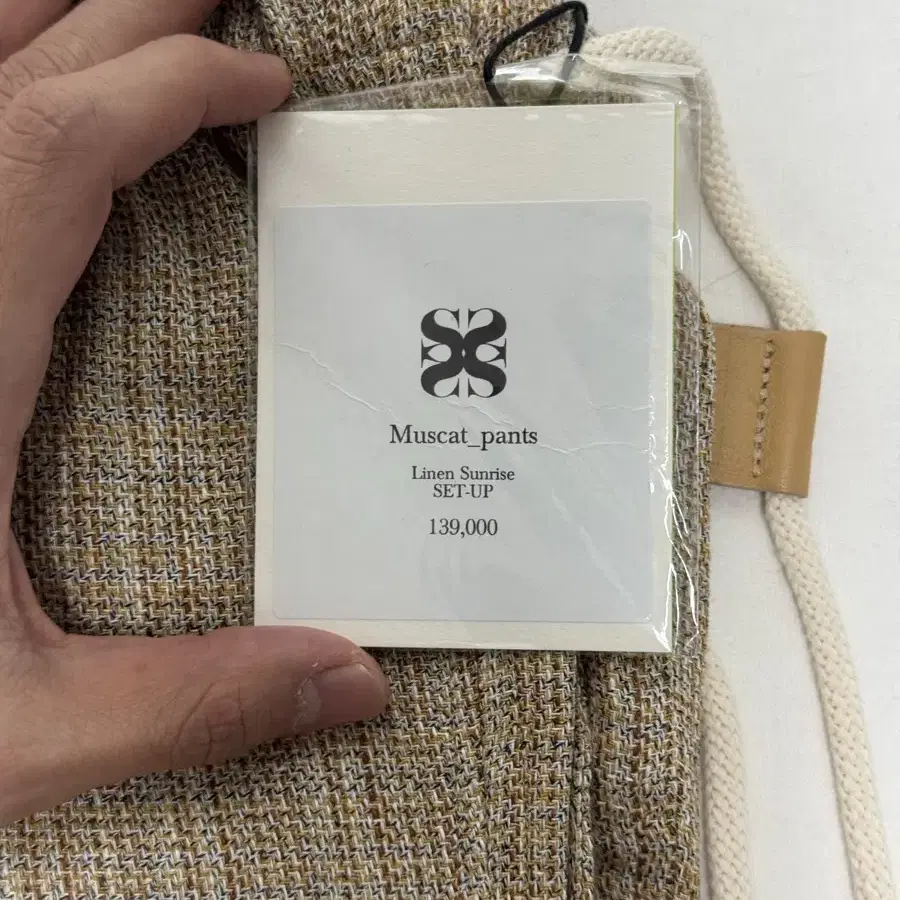 Muscat_pants
Linen Sunrise
SET-UP
139,000